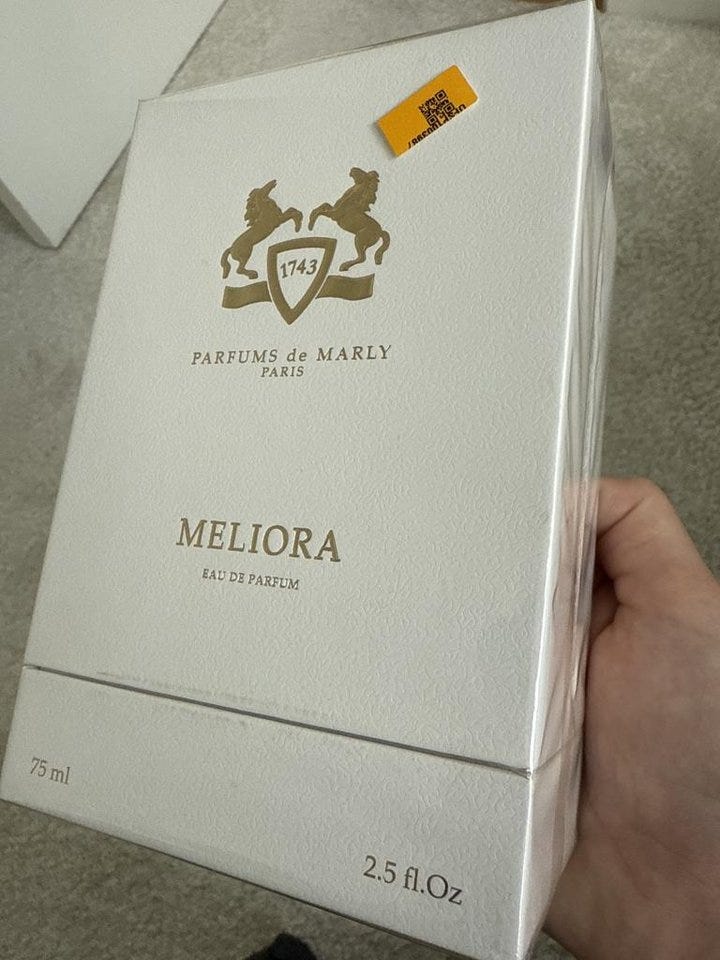 1743
PARFUMS de MARLY
PARIS
MELIORA
EAU DE PARFUM
75 ml
2.5 fl.Oz